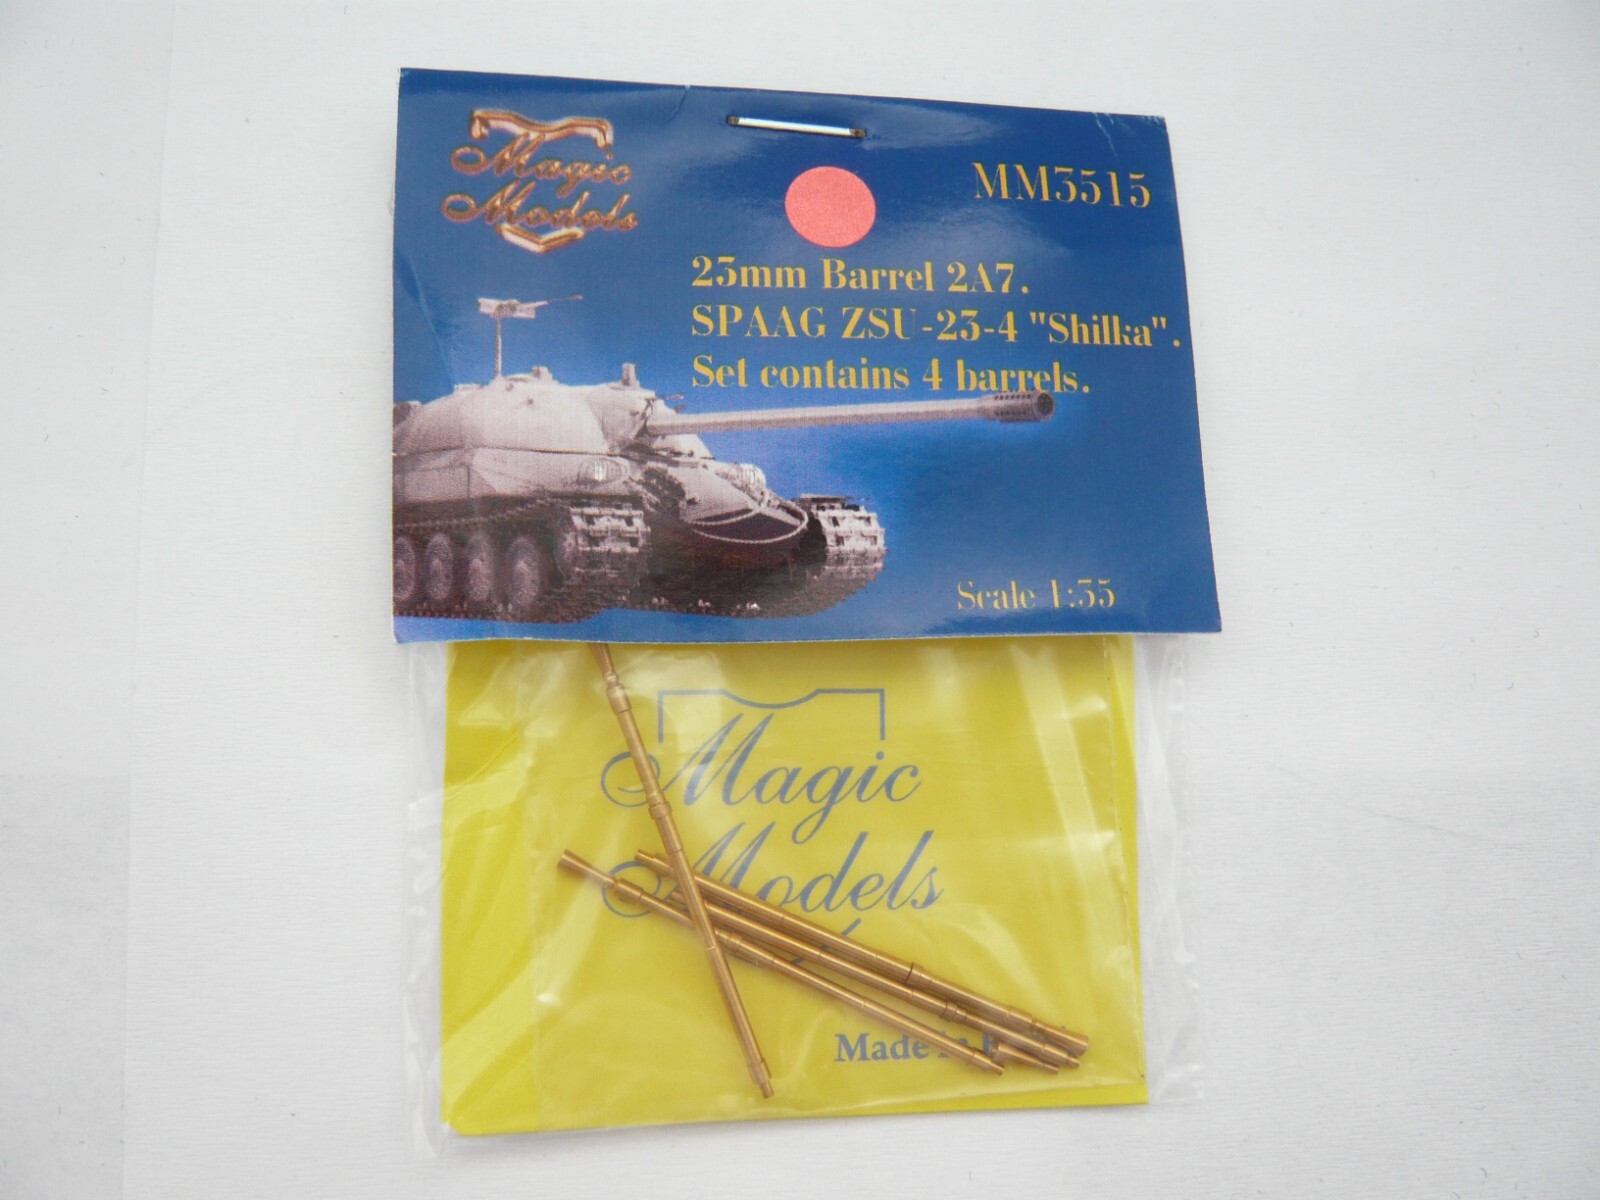 Magic
Models
MM3515
23mm Barrel 2A7.
SPAAG ZSU-23-4 "Shilka".
Set contains 4 barrels.
Scale 1:35
Magic
Models
Made in